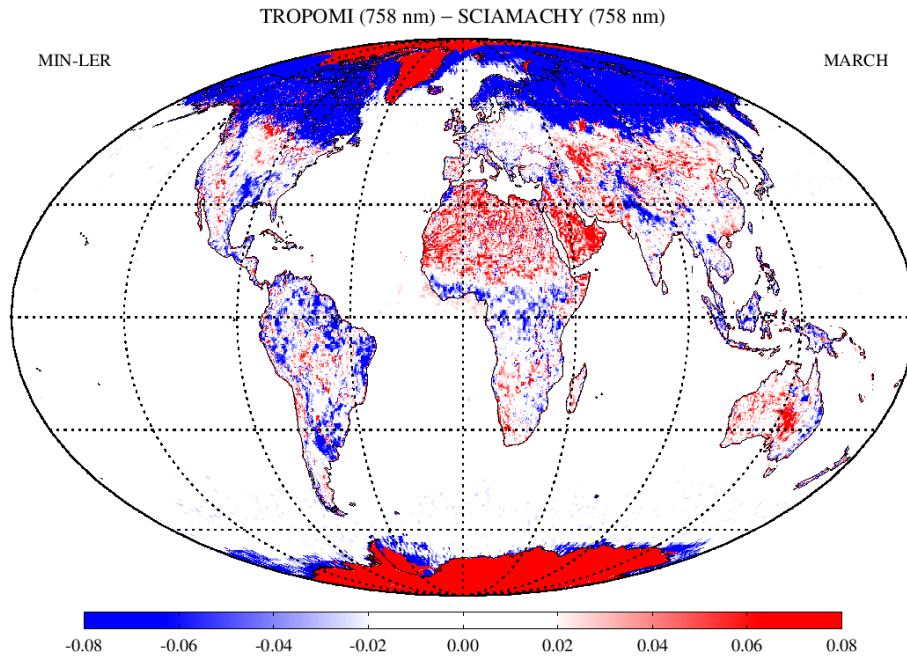 TROPOMI (758 nm) – SCIAMACHY (758 nm)
MIN-LER
MARCH
-0.08 -0.06 -0.04 -0.02 0.00 0.02 0.04 0.06 0.08